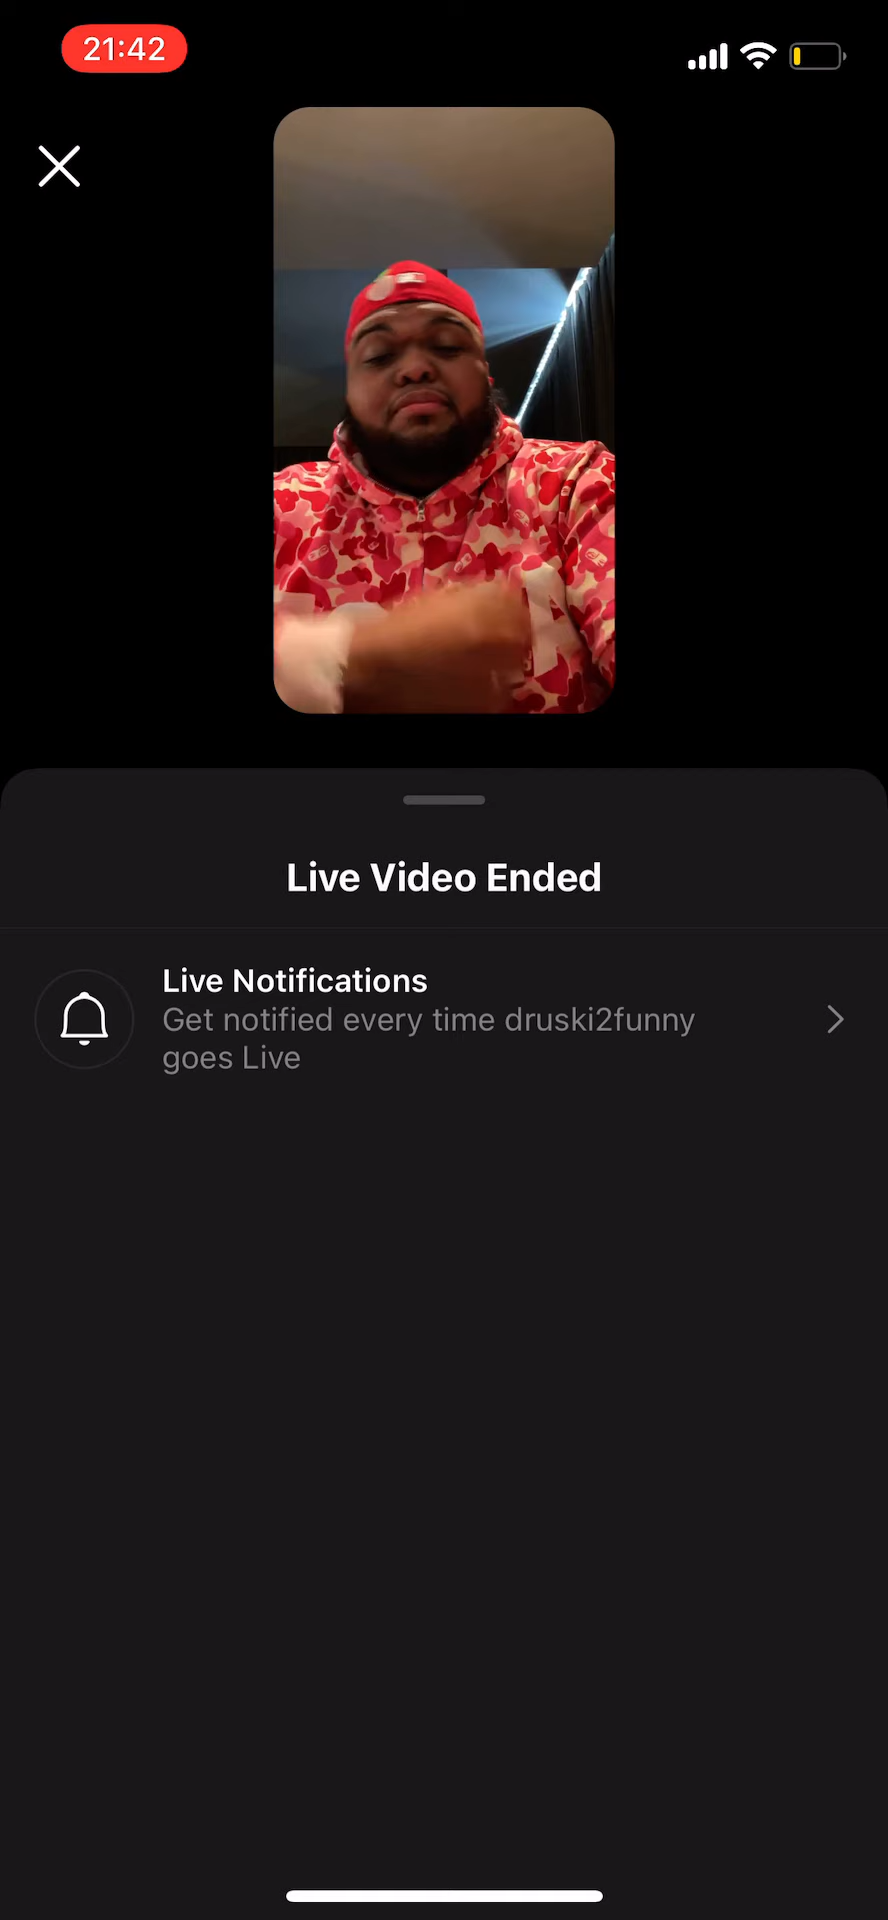 21:42
Live Video Ended
Live Notifications
Get notified every time druski2funny
goes Live